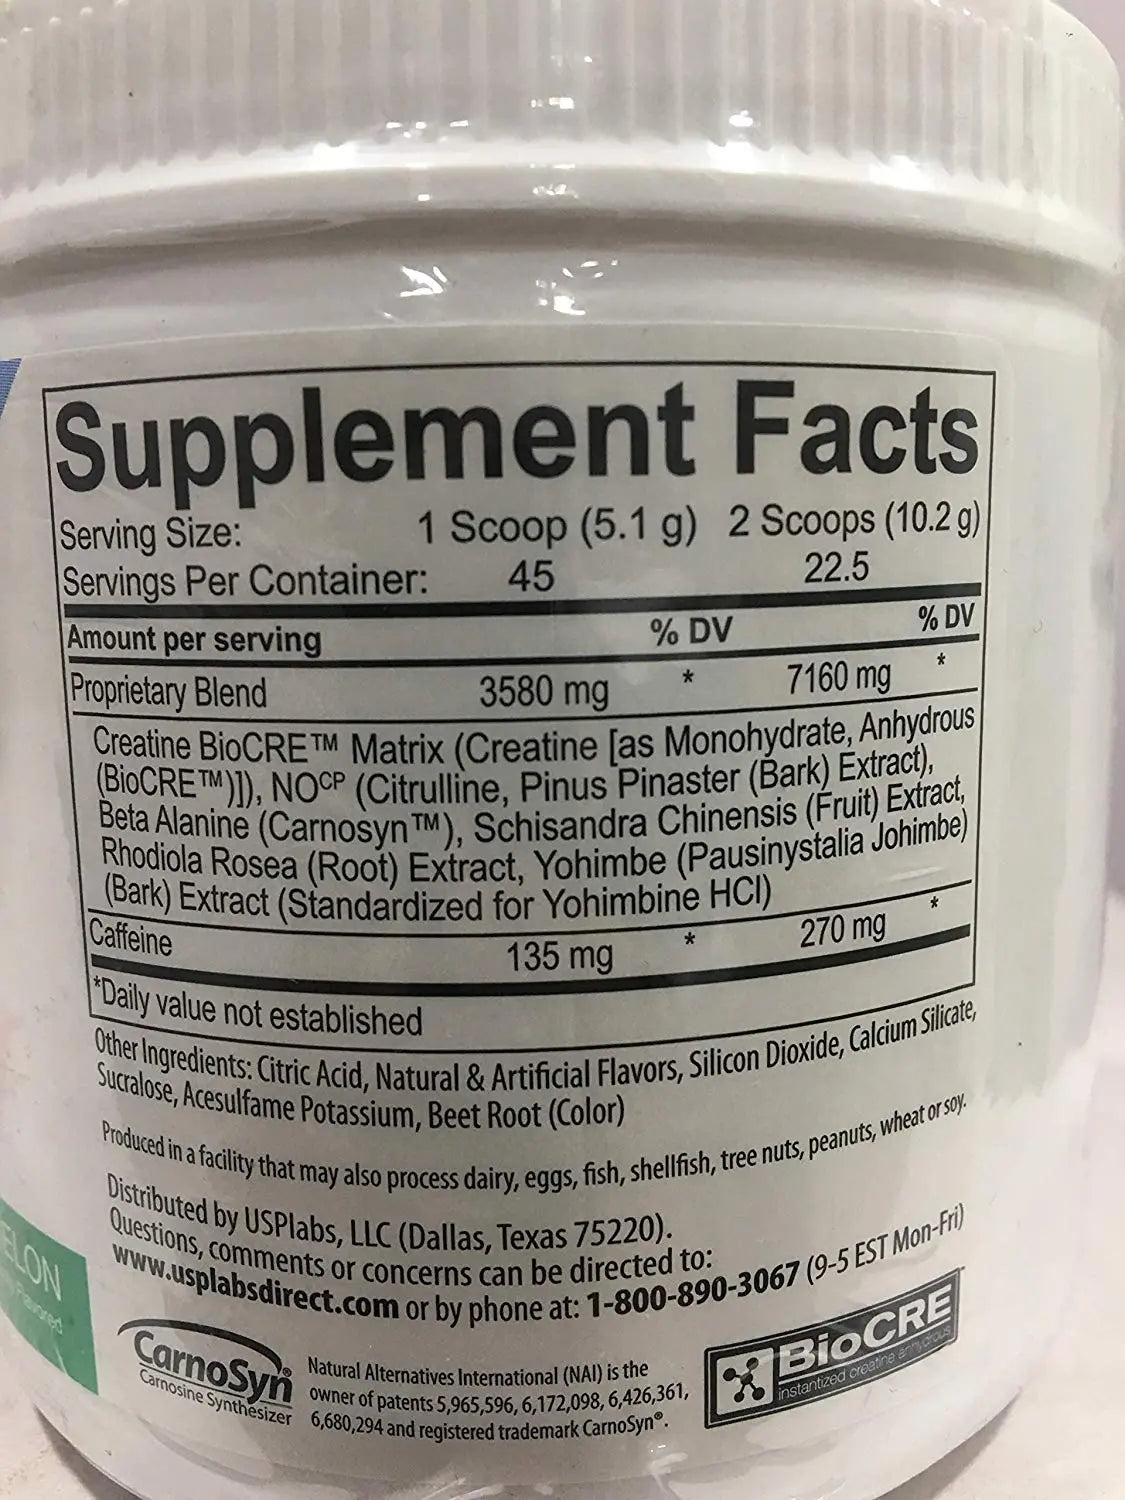 Supplement Facts
Serving Size: 1 Scoop (5.1 g) 2 Scoops (10.2 g)
Servings Per Container: 45 22.5
Amount per serving % DV % DV
Proprietary Blend 3580 mg * 7160 mg *
Creatine BioCRE™ Matrix (Creatine [as Monohydrate, Anhydrous
(BioCRE™)]), NOCP (Citrulline, Pinus Pinaster (Bark) Extract),
Beta Alanine (Carnosyn™), Schisandra Chinensis (Fruit) Extract,
Rhodiola Rosea (Root) Extract, Yohimbe (Pausinystalia Johimbe)
(Bark) Extract (Standardized for Yohimbine HCl)
Caffeine 135 mg * 270 mg *
*Daily value not established
Other Ingredients: Citric Acid, Natural & Artificial Flavors, Silicon Dioxide, Calcium Silicate,
Sucralose, Acesulfame Potassium, Beet Root (Color)
Produced in a facility that may also process dairy, eggs, fish, shellfish, tree nuts, peanuts, wheat or soy.
Distributed by USPlabs, LLC (Dallas, Texas 75220).
Questions, comments or concerns can be directed to:
www.usplabsdirect.com or by phone at: 1-800-890-3067 (9-5 EST Mon-Fri)
CarnoSyn®
Carnosine Synthesizer
Natural Alternatives International (NAI) is the
owner of patents 5,965,596, 6,172,098, 6,426,361,
6,680,294 and registered trademark CarnoSyn®.
BioCRE
instantized creatine anhydrous
ELON
Flavored